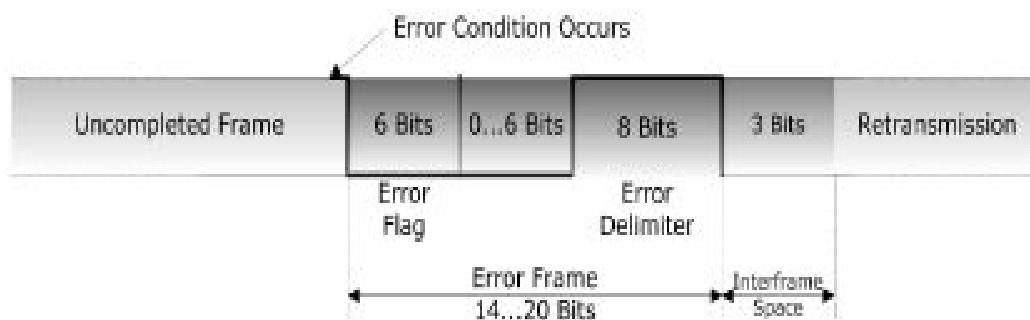 Error Condition Occurs
Uncompleted Frame
6 Bits
0...6 Bits
8 Bits
3 Bits
Retransmission
Error
Flag
Error
Delimiter
Error Frame
14...20 Bits
Interframe
Space